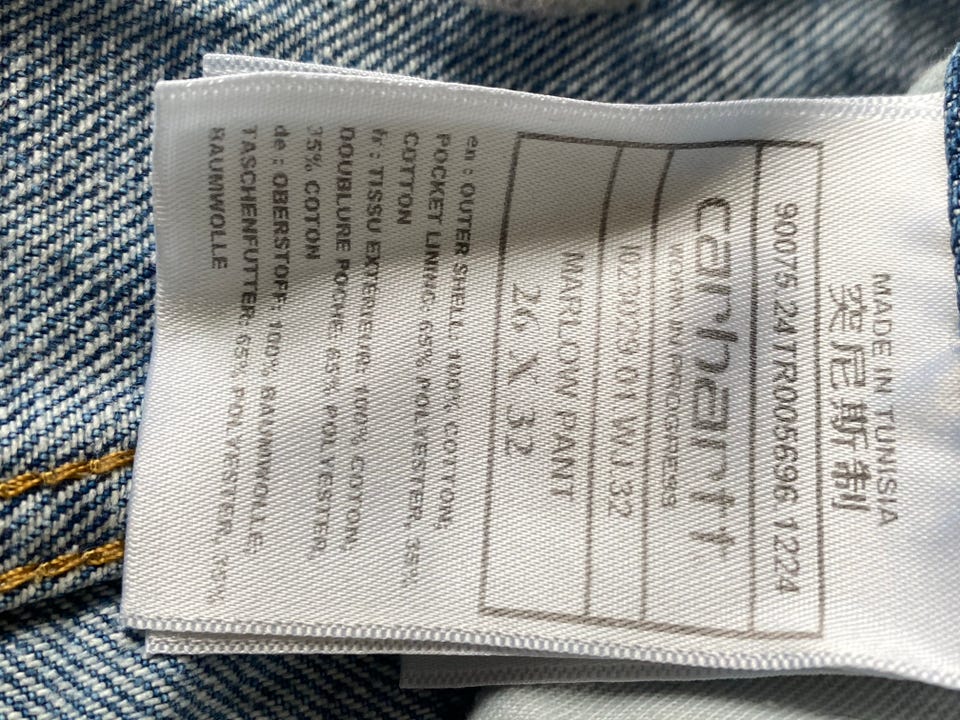 MADE IN TUNISIA
突尼斯制
90075 24TR005696 1224
carhartt
WORK IN PROGRESS
I022029.01.WJ.32
MARLOW PANT
26 X 32
en : OUTER SHELL: 100% COTTON,
POCKET LINING: 65% POLYESTER, 35%
COTTON
fr : TISSU EXTERIEUR: 100% COTON,
DOUBLURE POCHE: 65% POLYESTER,
35% COTON
de : OBERSTOFF: 100% BAUMWOLLE,
TASCHENFUTTER: 65% POLYESTER, 35%
BAUMWOLLE